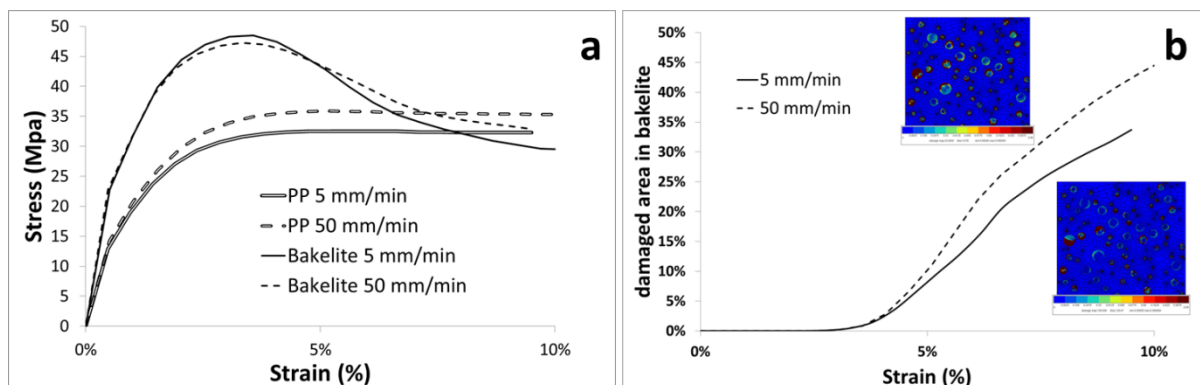 a
50
45
40
35
30
25
20
15
10
5
0
Stress (Mpa)
PP 5 mm/min
PP 50 mm/min
Bakelite 5 mm/min
Bakelite 50 mm/min
0%
5%
10%
Strain (%)
b
50%
45%
40%
35%
30%
25%
20%
15%
10%
5%
0%
damaged area in bakelite
5 mm/min
50 mm/min
0%
5%
10%
Strain (%)